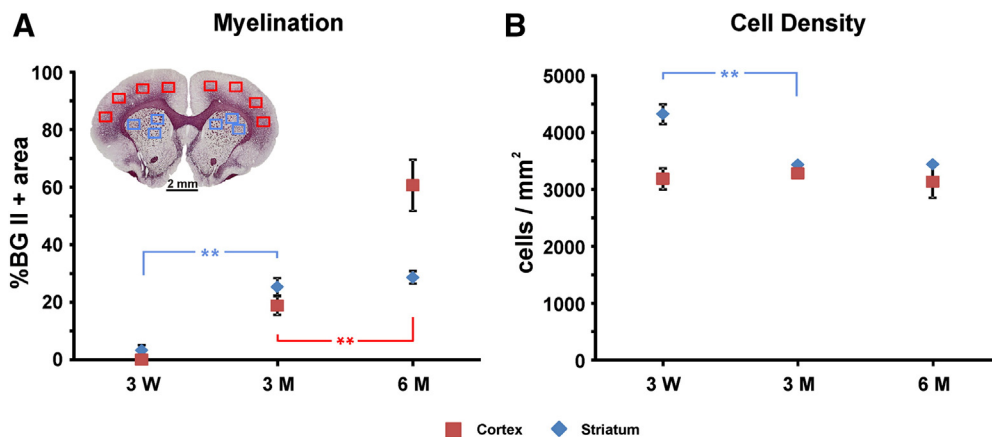 A Myelination
%BG II + area
100
80
60
40
20
0
2 mm
**
**
3 W 3 M 6 M
B Cell Density
cells / mm²
5000
4000
3000
2000
1000
0
**
3 W 3 M 6 M
Cortex Striatum